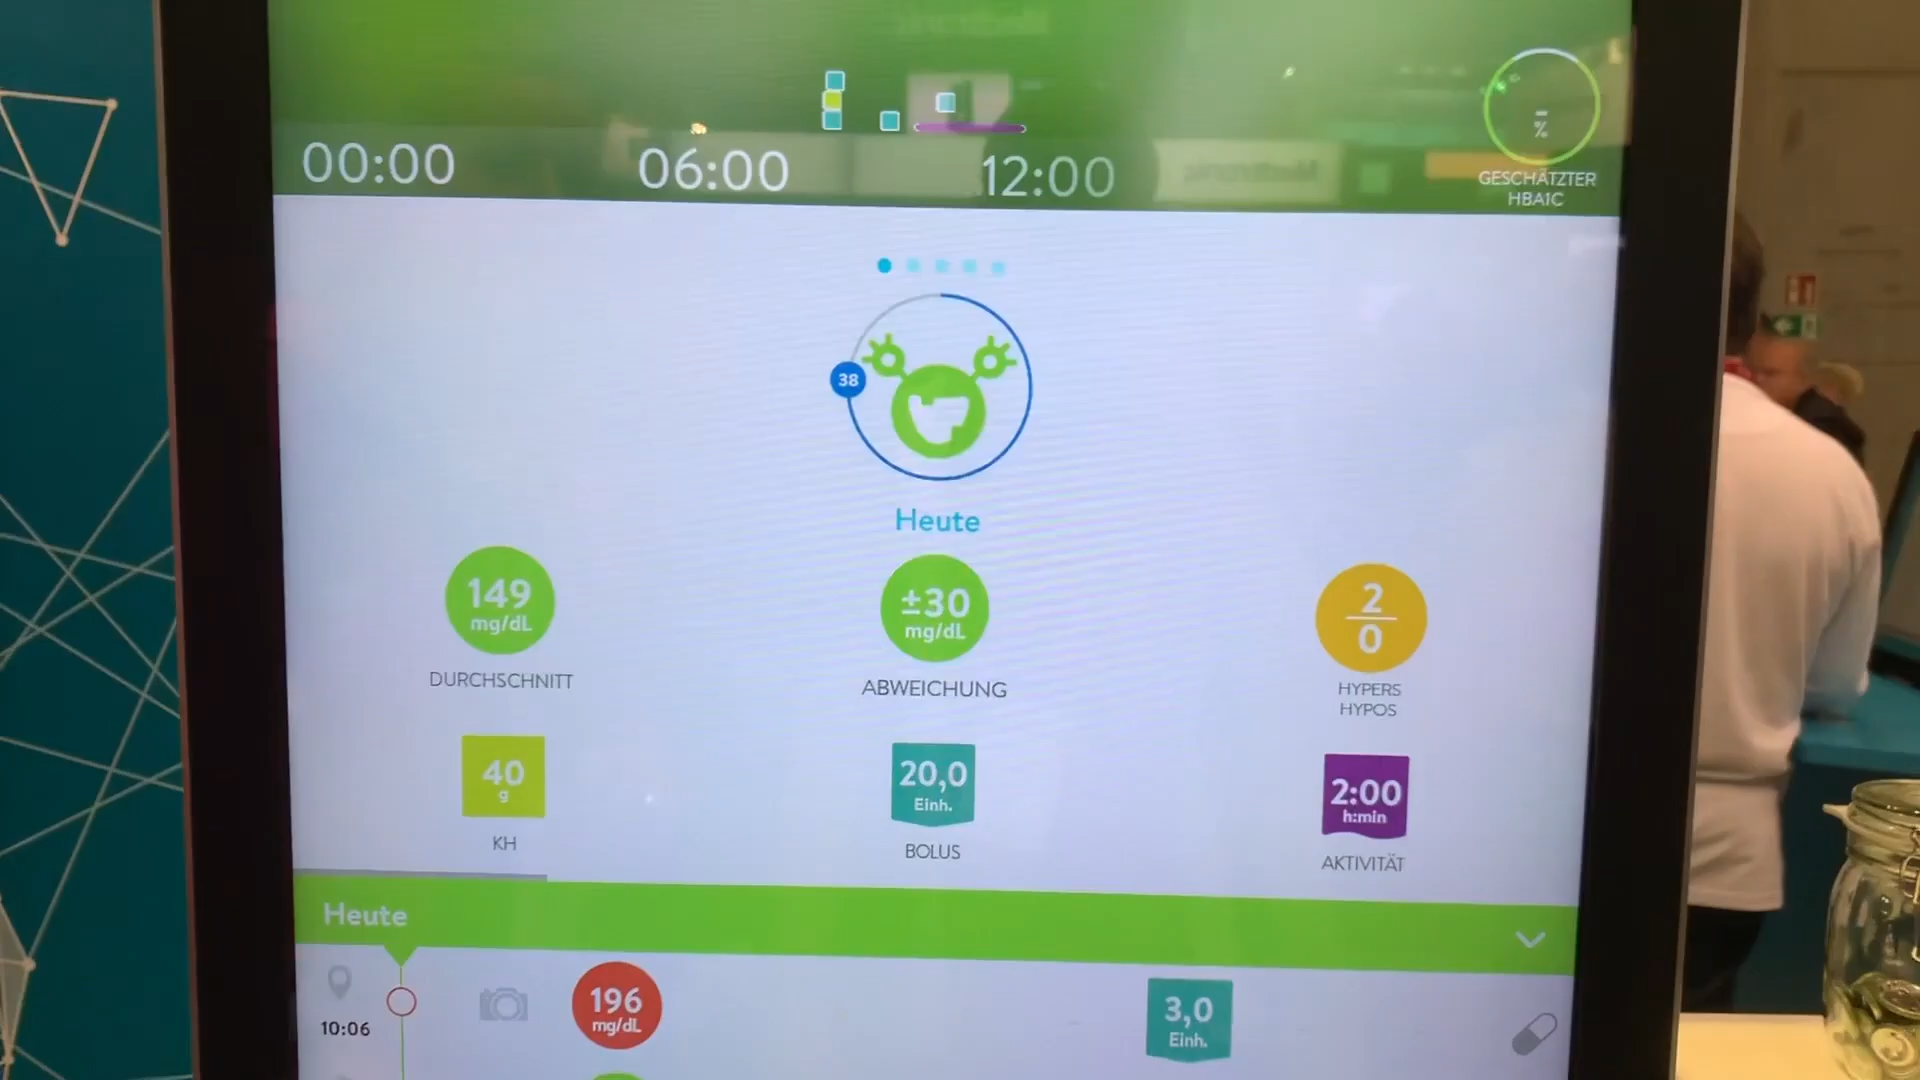 00:00
06:00
12:00
–
%
GESCHÄTZTER
HBA1C
38
Heute
149
mg/dL
DURCHSCHNITT
±30
mg/dL
ABWEICHUNG
2
0
HYPERS
HYPOS
40
g
KH
20,0
Einh.
BOLUS
2:00
h:min
AKTIVITÄT
Heute
10:06
196
mg/dL
3,0
Einh.